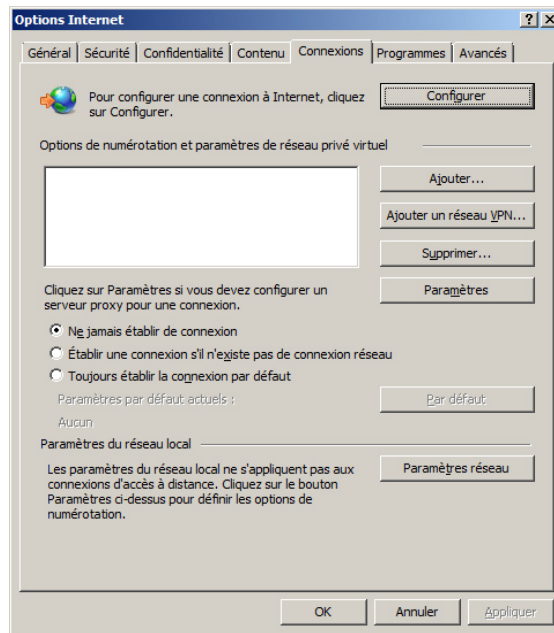 Options Internet
Général Sécurité Confidentialité Contenu Connexions Programmes Avancés
Pour configurer une connexion à Internet, cliquez
sur Configurer.
Configurer
Options de numérotation et paramètres de réseau privé virtuel
Ajouter...
Ajouter un réseau VPN...
Supprimer...
Cliquez sur Paramètres si vous devez configurer un
serveur proxy pour une connexion.
Paramètres
Ne jamais établir de connexion
Établir une connexion s'il n'existe pas de connexion réseau
Toujours établir la connexion par défaut
Paramètres par défaut actuels :
Par défaut
Aucun
Paramètres du réseau local
Les paramètres du réseau local ne s'appliquent pas aux
connexions d'accès à distance. Cliquez sur le bouton
Paramètres ci-dessus pour définir les options de
numérotation.
Paramètres réseau
OK Annuler Appliquer